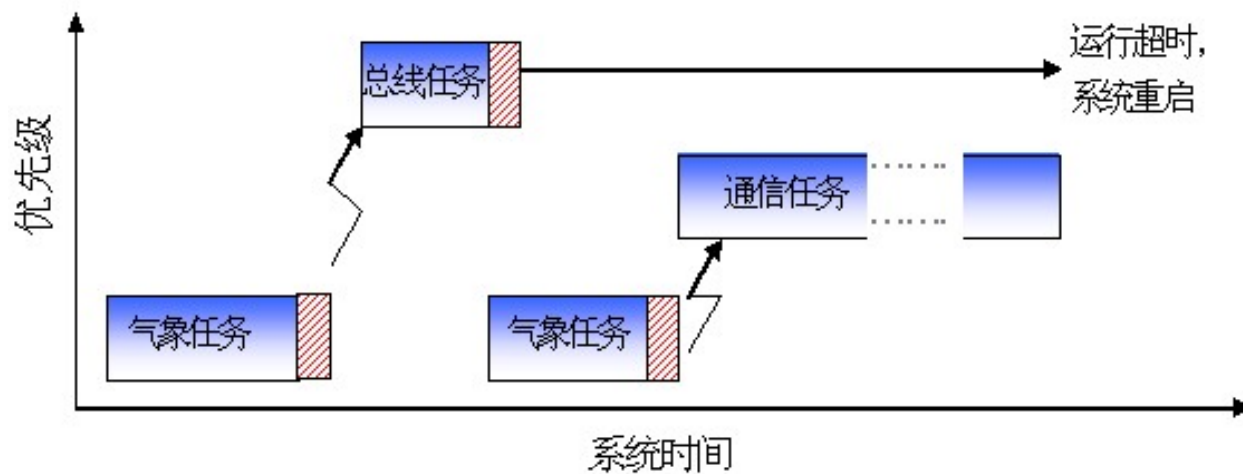 优先级
总线任务
运行超时，
系统重启
通信任务
气象任务
气象任务
系统时间